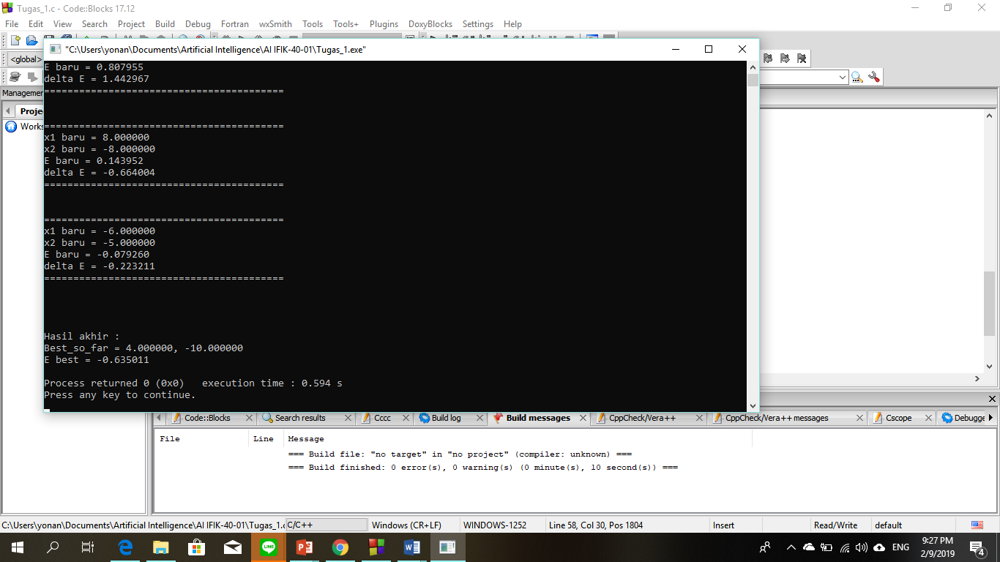 Tugas_1.c - Code::Blocks 17.12
File Edit View Search Project Build Debug Fortran wxSmith Tools Tools+ Plugins DoxyBlocks Settings Help
<global>
"C:\Users\yonan\Documents\Artificial Intelligence\AI IFIK-40-01\Tugas_1.exe"
Managemen
Proje
Works
E baru = 0.807955
delta E = 1.442967
=========================================
=========================================
x1 baru = 8.000000
x2 baru = -8.000000
E baru = 0.143952
delta E = -0.664004
=========================================
=========================================
x1 baru = -6.000000
x2 baru = -5.000000
E baru = -0.079260
delta E = -0.223211
=========================================
Hasil akhir :
Best_so_far = 4.000000, -10.000000
E best = -0.635011
Process returned 0 (0x0)   execution time : 0.594 s
Press any key to continue.
Code::Blocks Search results Cccc Build log Build messages CppCheck/Vera++ CppCheck/Vera++ messages Cscope Debugge
File Line Message
=== Build file: "no target" in "no project" (compiler: unknown) ===
=== Build finished: 0 error(s), 0 warning(s) (0 minute(s), 10 second(s)) ===
C:\Users\yonan\Documents\Artificial Intelligence\AI IFIK-40-01\Tugas_1.c C/C++ Windows (CR+LF) WINDOWS-1252 Line 58, Col 30, Pos 1804 Insert Read/Write default
LINE
ENG
9:27 PM
2/9/2019
4